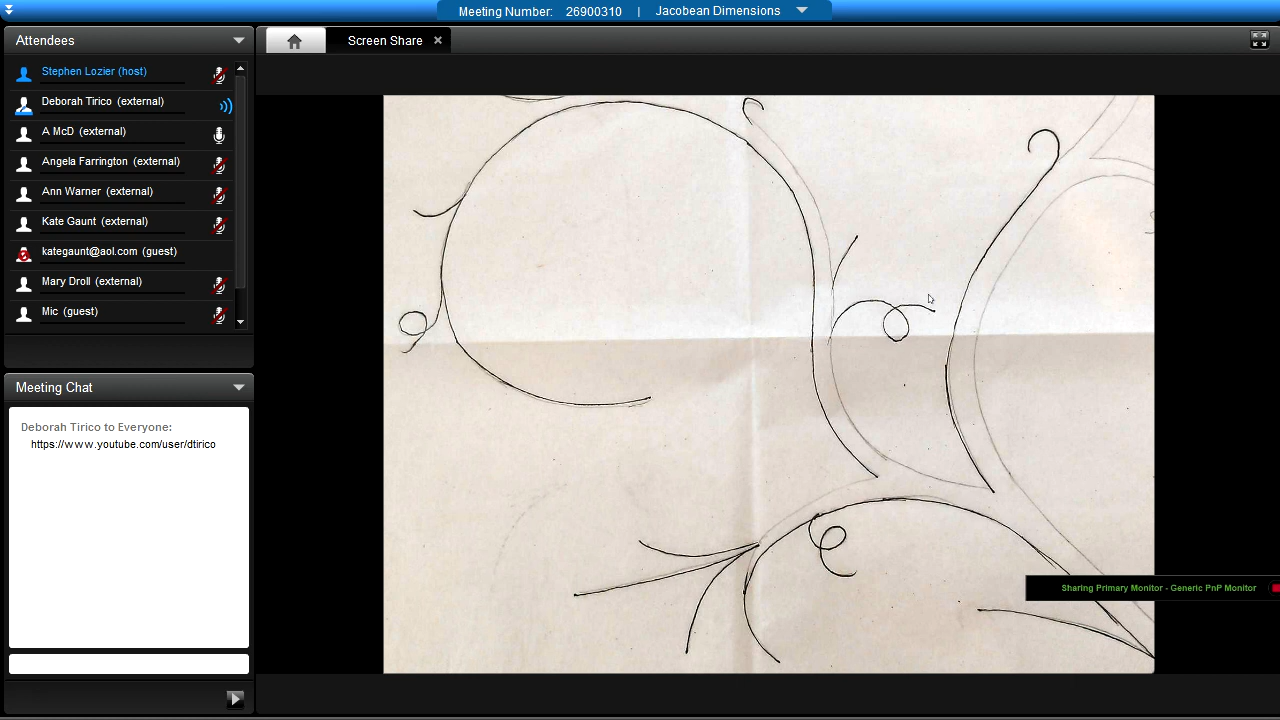 Meeting Number: 26900310 | Jacobean Dimensions
Attendees
Screen Share
Stephen Lozier (host)
Deborah Tirico (external)
A McD (external)
Angela Farrington (external)
Ann Warner (external)
Kate Gaunt (external)
kategaunt@aol.com (guest)
Mary Droll (external)
Mic (guest)
Meeting Chat
Deborah Tirico to Everyone:
https://www.youtube.com/user/dtirico
Sharing Primary Monitor - Generic PnP Monitor